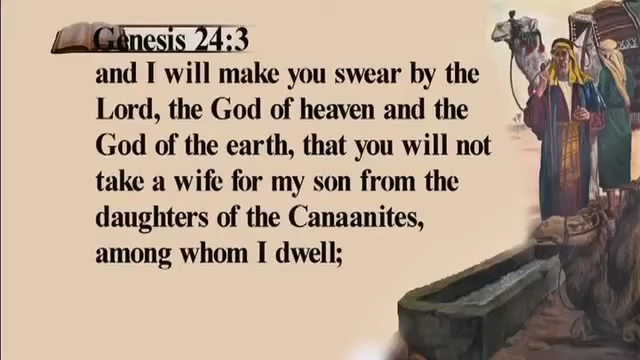 Genesis 24:3
and I will make you swear by the
Lord, the God of heaven and the
God of the earth, that you will not
take a wife for my son from the
daughters of the Canaanites,
among whom I dwell;